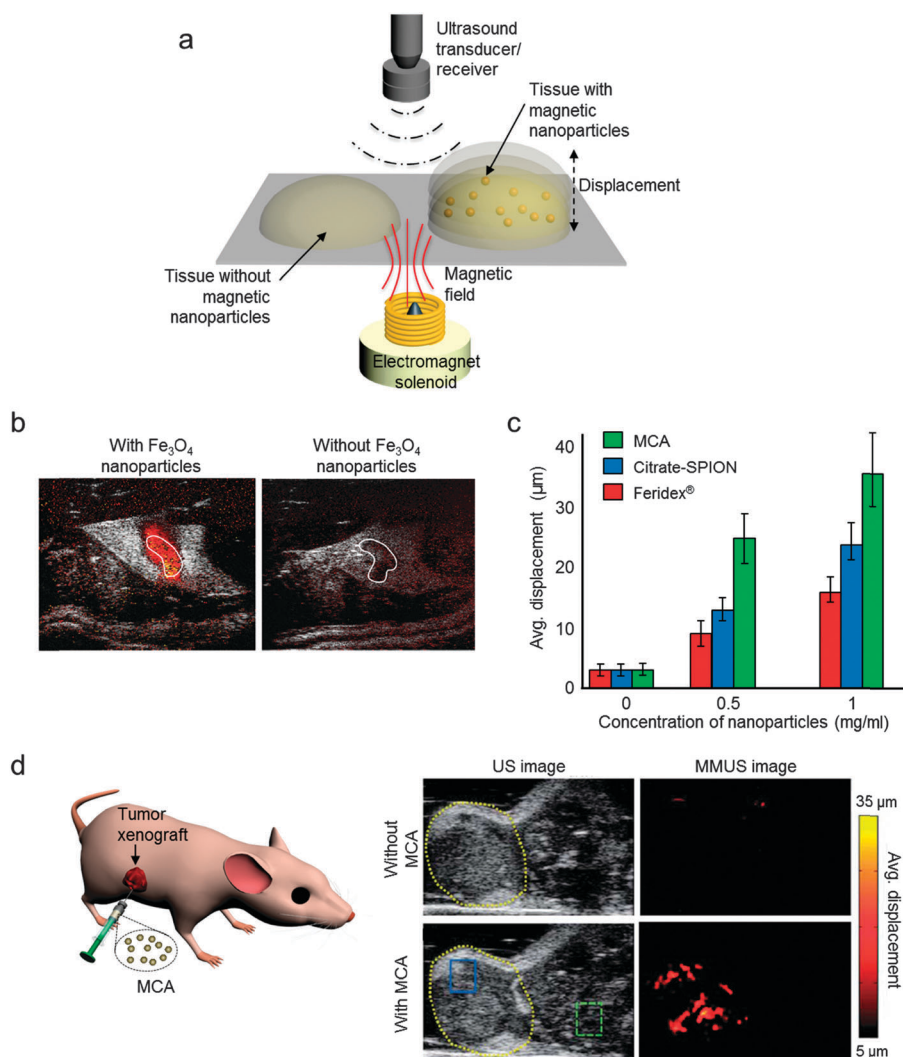 a
Ultrasound
transducer/
receiver
Tissue with
magnetic
nanoparticles
Displacement
Tissue without
magnetic
nanoparticles
Magnetic
field
Electromagnet
solenoid
b
With Fe₃O₄
nanoparticles
Without Fe₃O₄
nanoparticles
c
MCA
Citrate-SPION
Feridex®
Avg. displacement (µm)
40
30
20
10
0
0
0.5
1
Concentration of nanoparticles (mg/ml)
d
Tumor
xenograft
MCA
US image
MMUS image
Without
MCA
With MCA
35 µm
Avg. displacement
5 µm